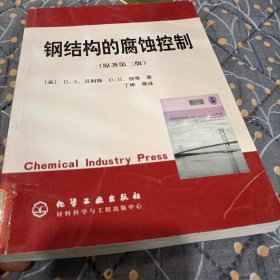 钢结构的腐蚀控制
(原著第二版)
[英] D. A. 贝利斯 D. H. 迪肯 著
丁桦 等译
Chemical Industry Press
化学工业出版社
材料科学与工程出版中心